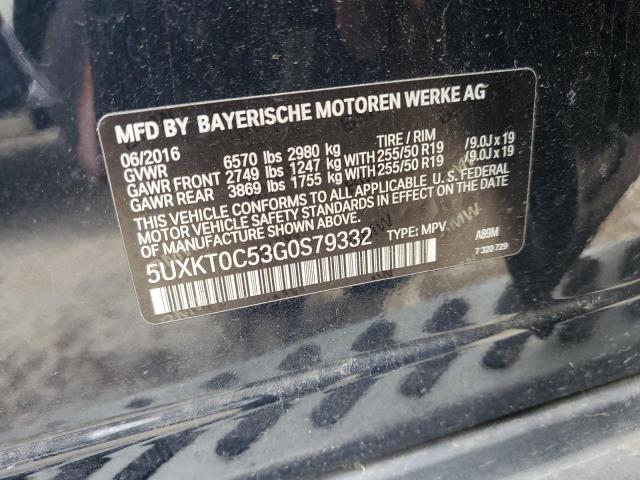 MFD BY BAYERISCHE MOTOREN WERKE AG
06/2016 TIRE / RIM
GVWR 6570 lbs 2980 kg
GAWR FRONT 2749 lbs 1247 kg WITH 255/50 R19 /9.0J x 19
GAWR REAR 3869 lbs 1755 kg WITH 255/50 R19 /9.0J x 19
THIS VEHICLE CONFORMS TO ALL APPLICABLE U.S. FEDERAL
MOTOR VEHICLE SAFETY STANDARDS IN EFFECT ON THE DATE
OF MANUFACTURE SHOWN ABOVE.
5UXKT0C53G0S79332 TYPE: MPV A89M
7 320 729